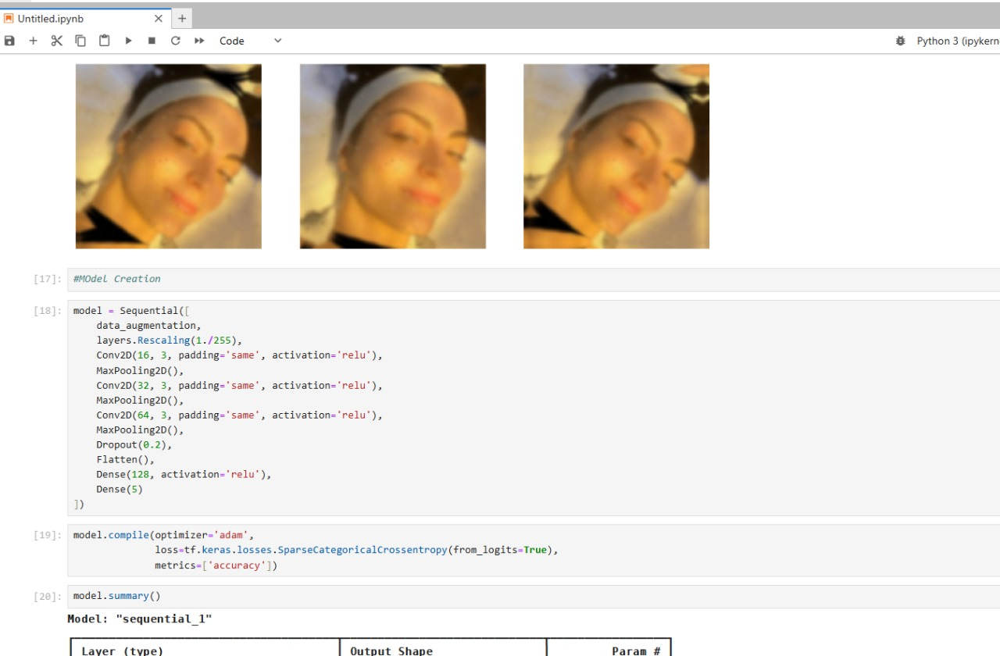 Untitled.ipynb
Code
Python 3 (ipykern
[17]:
#MOdel Creation
[18]:
model = Sequential([
    data_augmentation,
    layers.Rescaling(1./255),
    Conv2D(16, 3, padding='same', activation='relu'),
    MaxPooling2D(),
    Conv2D(32, 3, padding='same', activation='relu'),
    MaxPooling2D(),
    Conv2D(64, 3, padding='same', activation='relu'),
    MaxPooling2D(),
    Dropout(0.2),
    Flatten(),
    Dense(128, activation='relu'),
    Dense(5)
])
[19]:
model.compile(optimizer='adam',
              loss=tf.keras.losses.SparseCategoricalCrossentropy(from_logits=True),
              metrics=['accuracy'])
[20]:
model.summary()
Model: "sequential_1"
Layer (type) Output Shape Param #